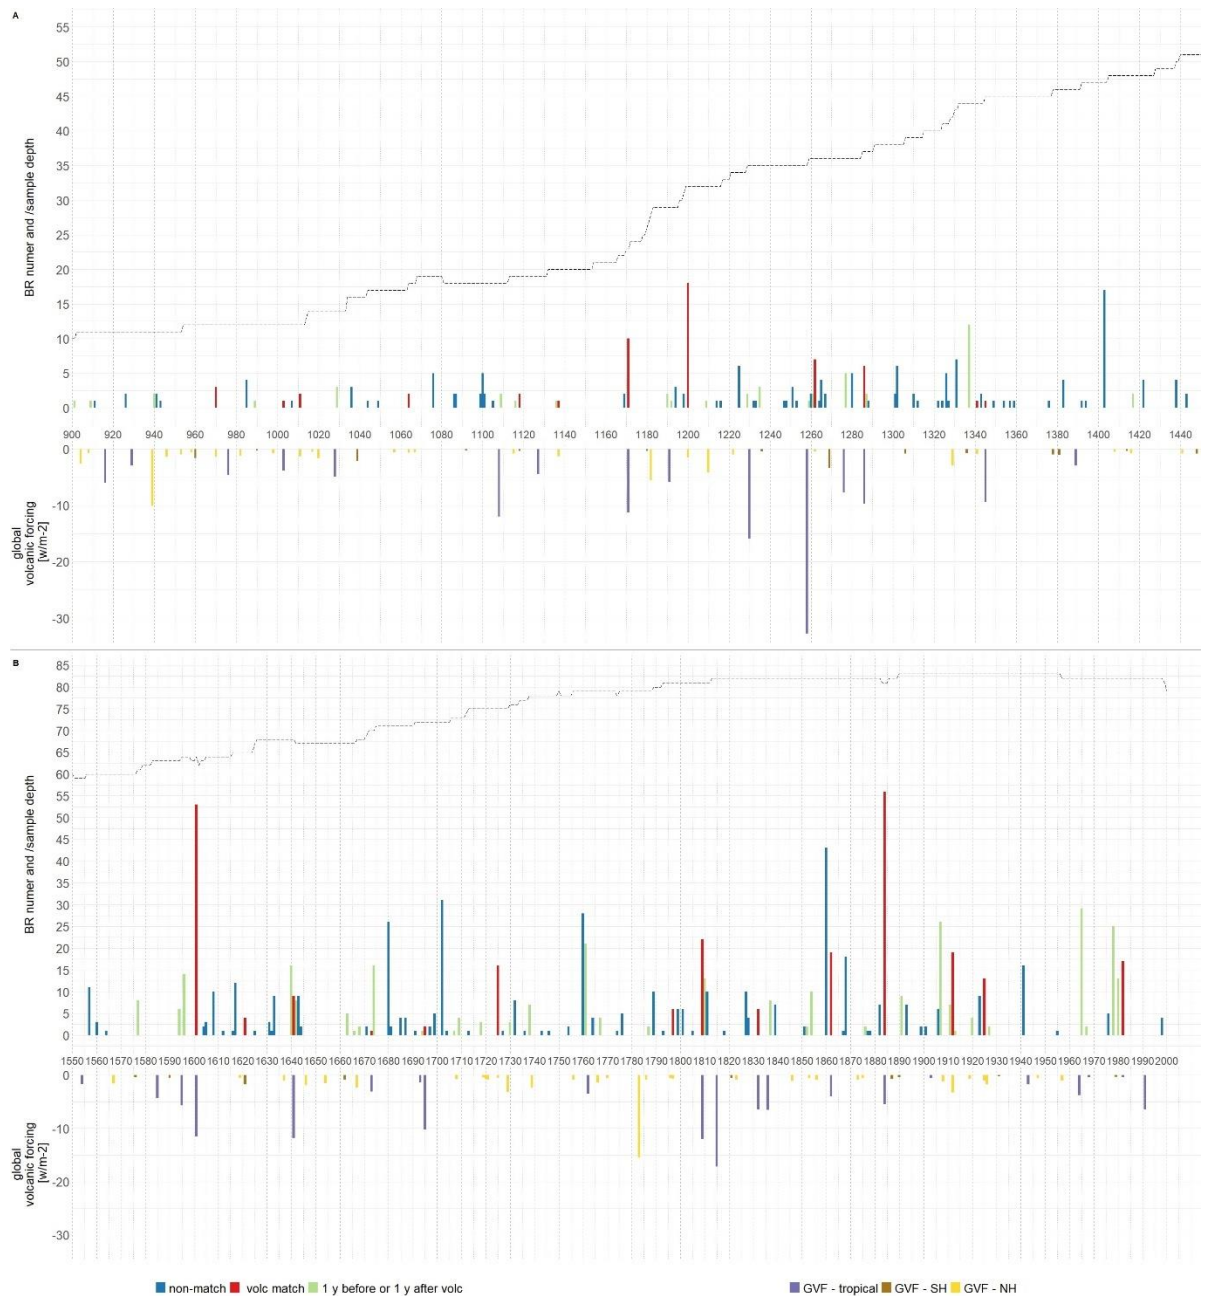 A
55
50
45
40
35
30
25
20
15
10
5
0
BR numer and /sample depth
900 920 940 960 980 1000 1020 1040 1060 1080 1100 1120 1140 1160 1180 1200 1220 1240 1260 1280 1300 1320 1340 1360 1380 1400 1420 1440
0
-10
-20
-30
global
volcanic forcing
[w/m-2]
B
85
80
75
70
65
60
55
50
45
40
35
30
25
20
15
10
5
0
BR numer and /sample depth
1550 1560 1570 1580 1590 1600 1610 1620 1630 1640 1650 1660 1670 1680 1690 1700 1710 1720 1730 1740 1750 1760 1770 1780 1790 1800 1810 1820 1830 1840 1850 1860 1870 1880 1890 1900 1910 1920 1930 1940 1950 1960 1970 1980 1990 2000
0
-10
-20
-30
global
volcanic forcing
[w/m-2]
non-match volc match 1 y before or 1 y after volc GVF - tropical GVF - SH GVF - NH